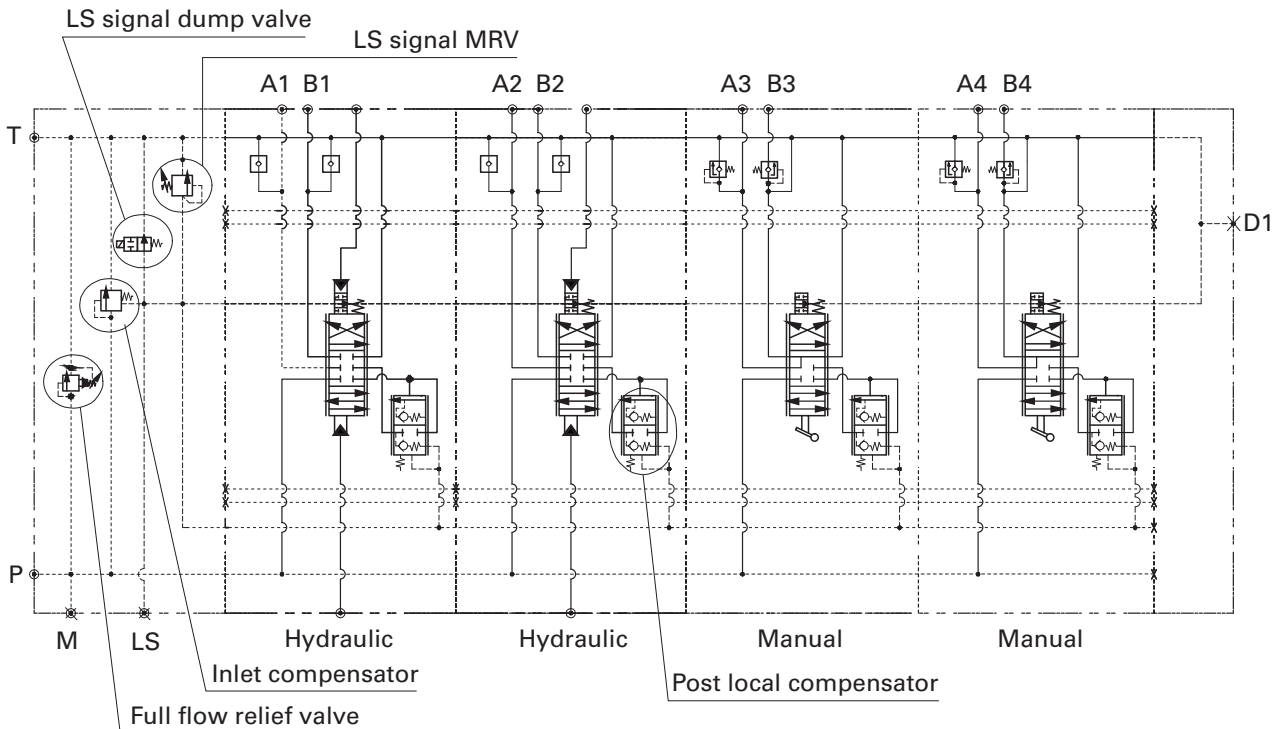 LS signal dump valve
LS signal MRV
A1 B1
A2 B2
A3 B3
A4 B4
T
D1
P
M
LS
Hydraulic
Hydraulic
Manual
Manual
Inlet compensator
Post local compensator
Full flow relief valve